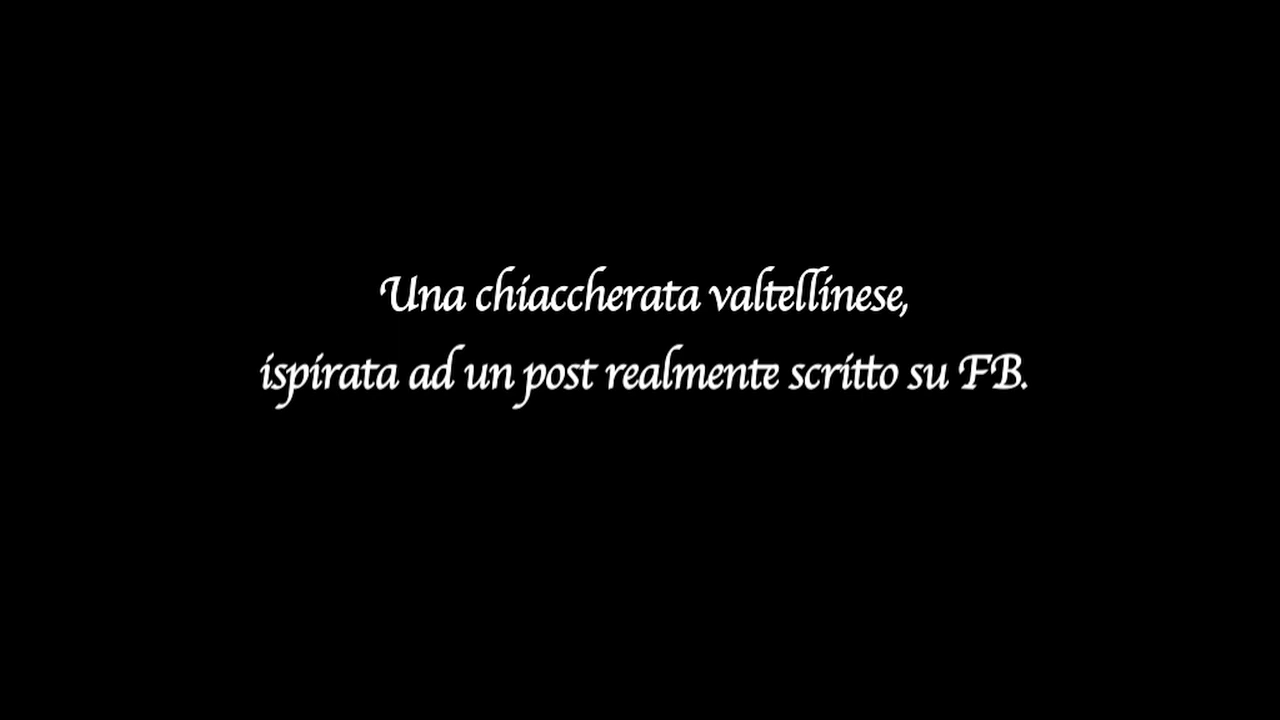 Una chiaccherata valtellinese,
ispirata ad un post realmente scritto su FB.